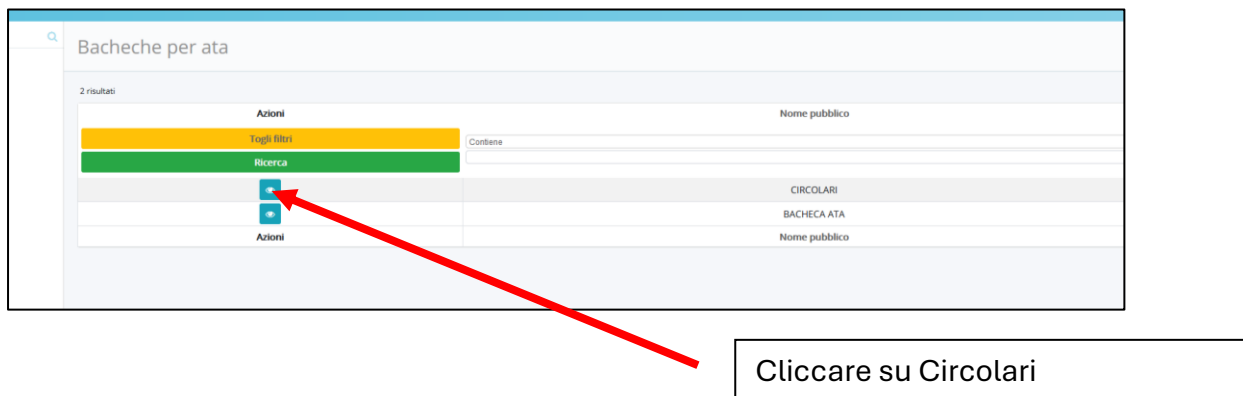 Bacheche per ata
2 risultati
Azioni Nome pubblico
Togli filtri Contiene
Ricerca
CIRCOLARI
BACHECA ATA
Azioni Nome pubblico
Cliccare su Circolari